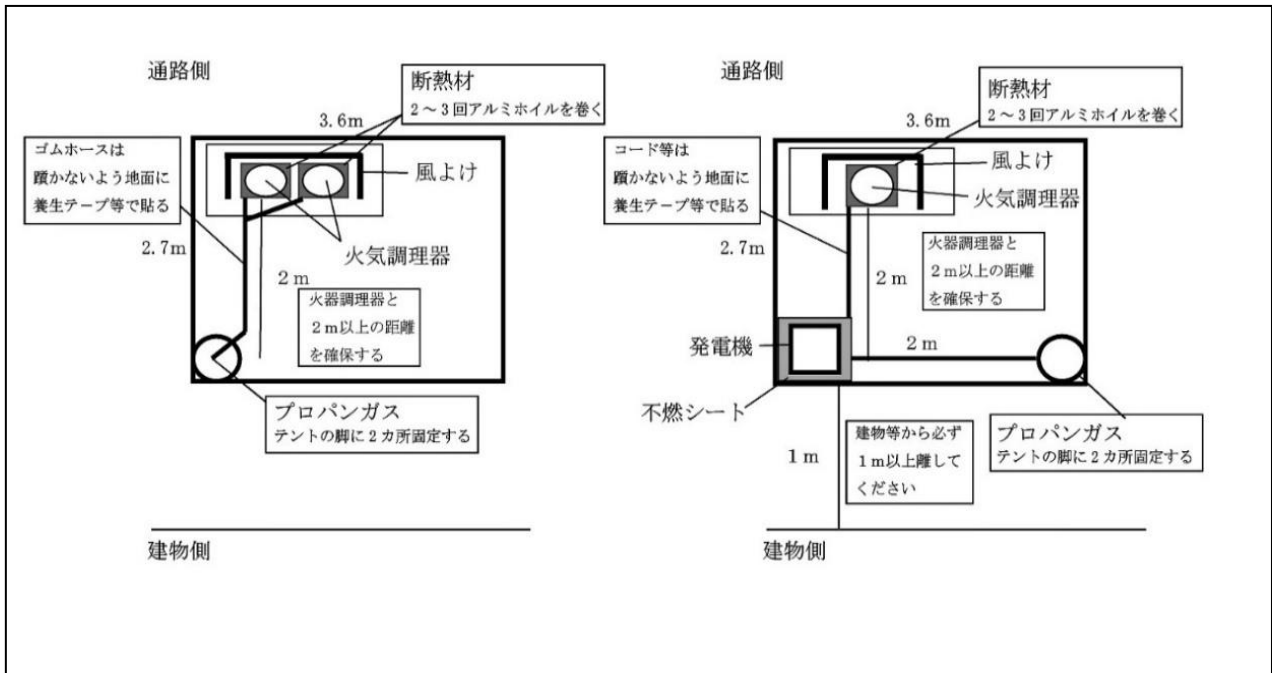 通路側
断熱材
2～3回アルミホイルを巻く
3.6m
ゴムホースは
躓かないよう地面に
養生テープ等で貼る
風よけ
火気調理器
2.7m
2m
火器調理器と
2m以上の距離
を確保する
プロパンガス
テントの脚に2カ所固定する
建物側
通路側
断熱材
2～3回アルミホイルを巻く
3.6m
コード等は
躓かないよう地面に
養生テープ等で貼る
風よけ
火気調理器
2.7m
2m
火器調理器と
2m以上の距離
を確保する
発電機
2m
不燃シート
建物等から必ず
1m以上離して
ください
1m
プロパンガス
テントの脚に2カ所固定する
建物側